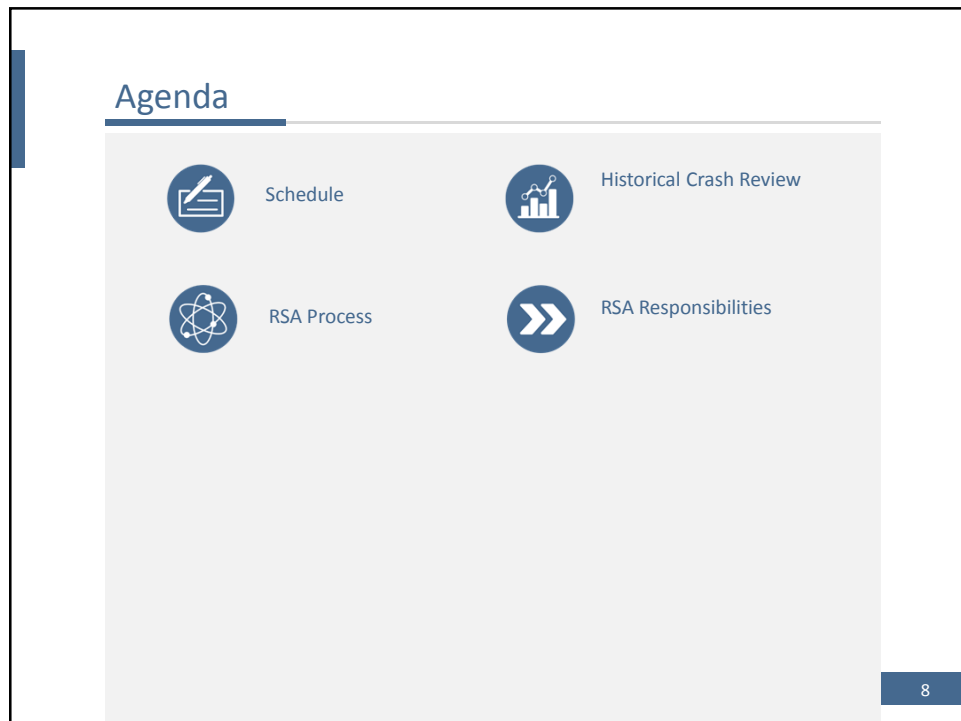 Agenda
Schedule
Historical Crash Review
RSA Process
RSA Responsibilities
8